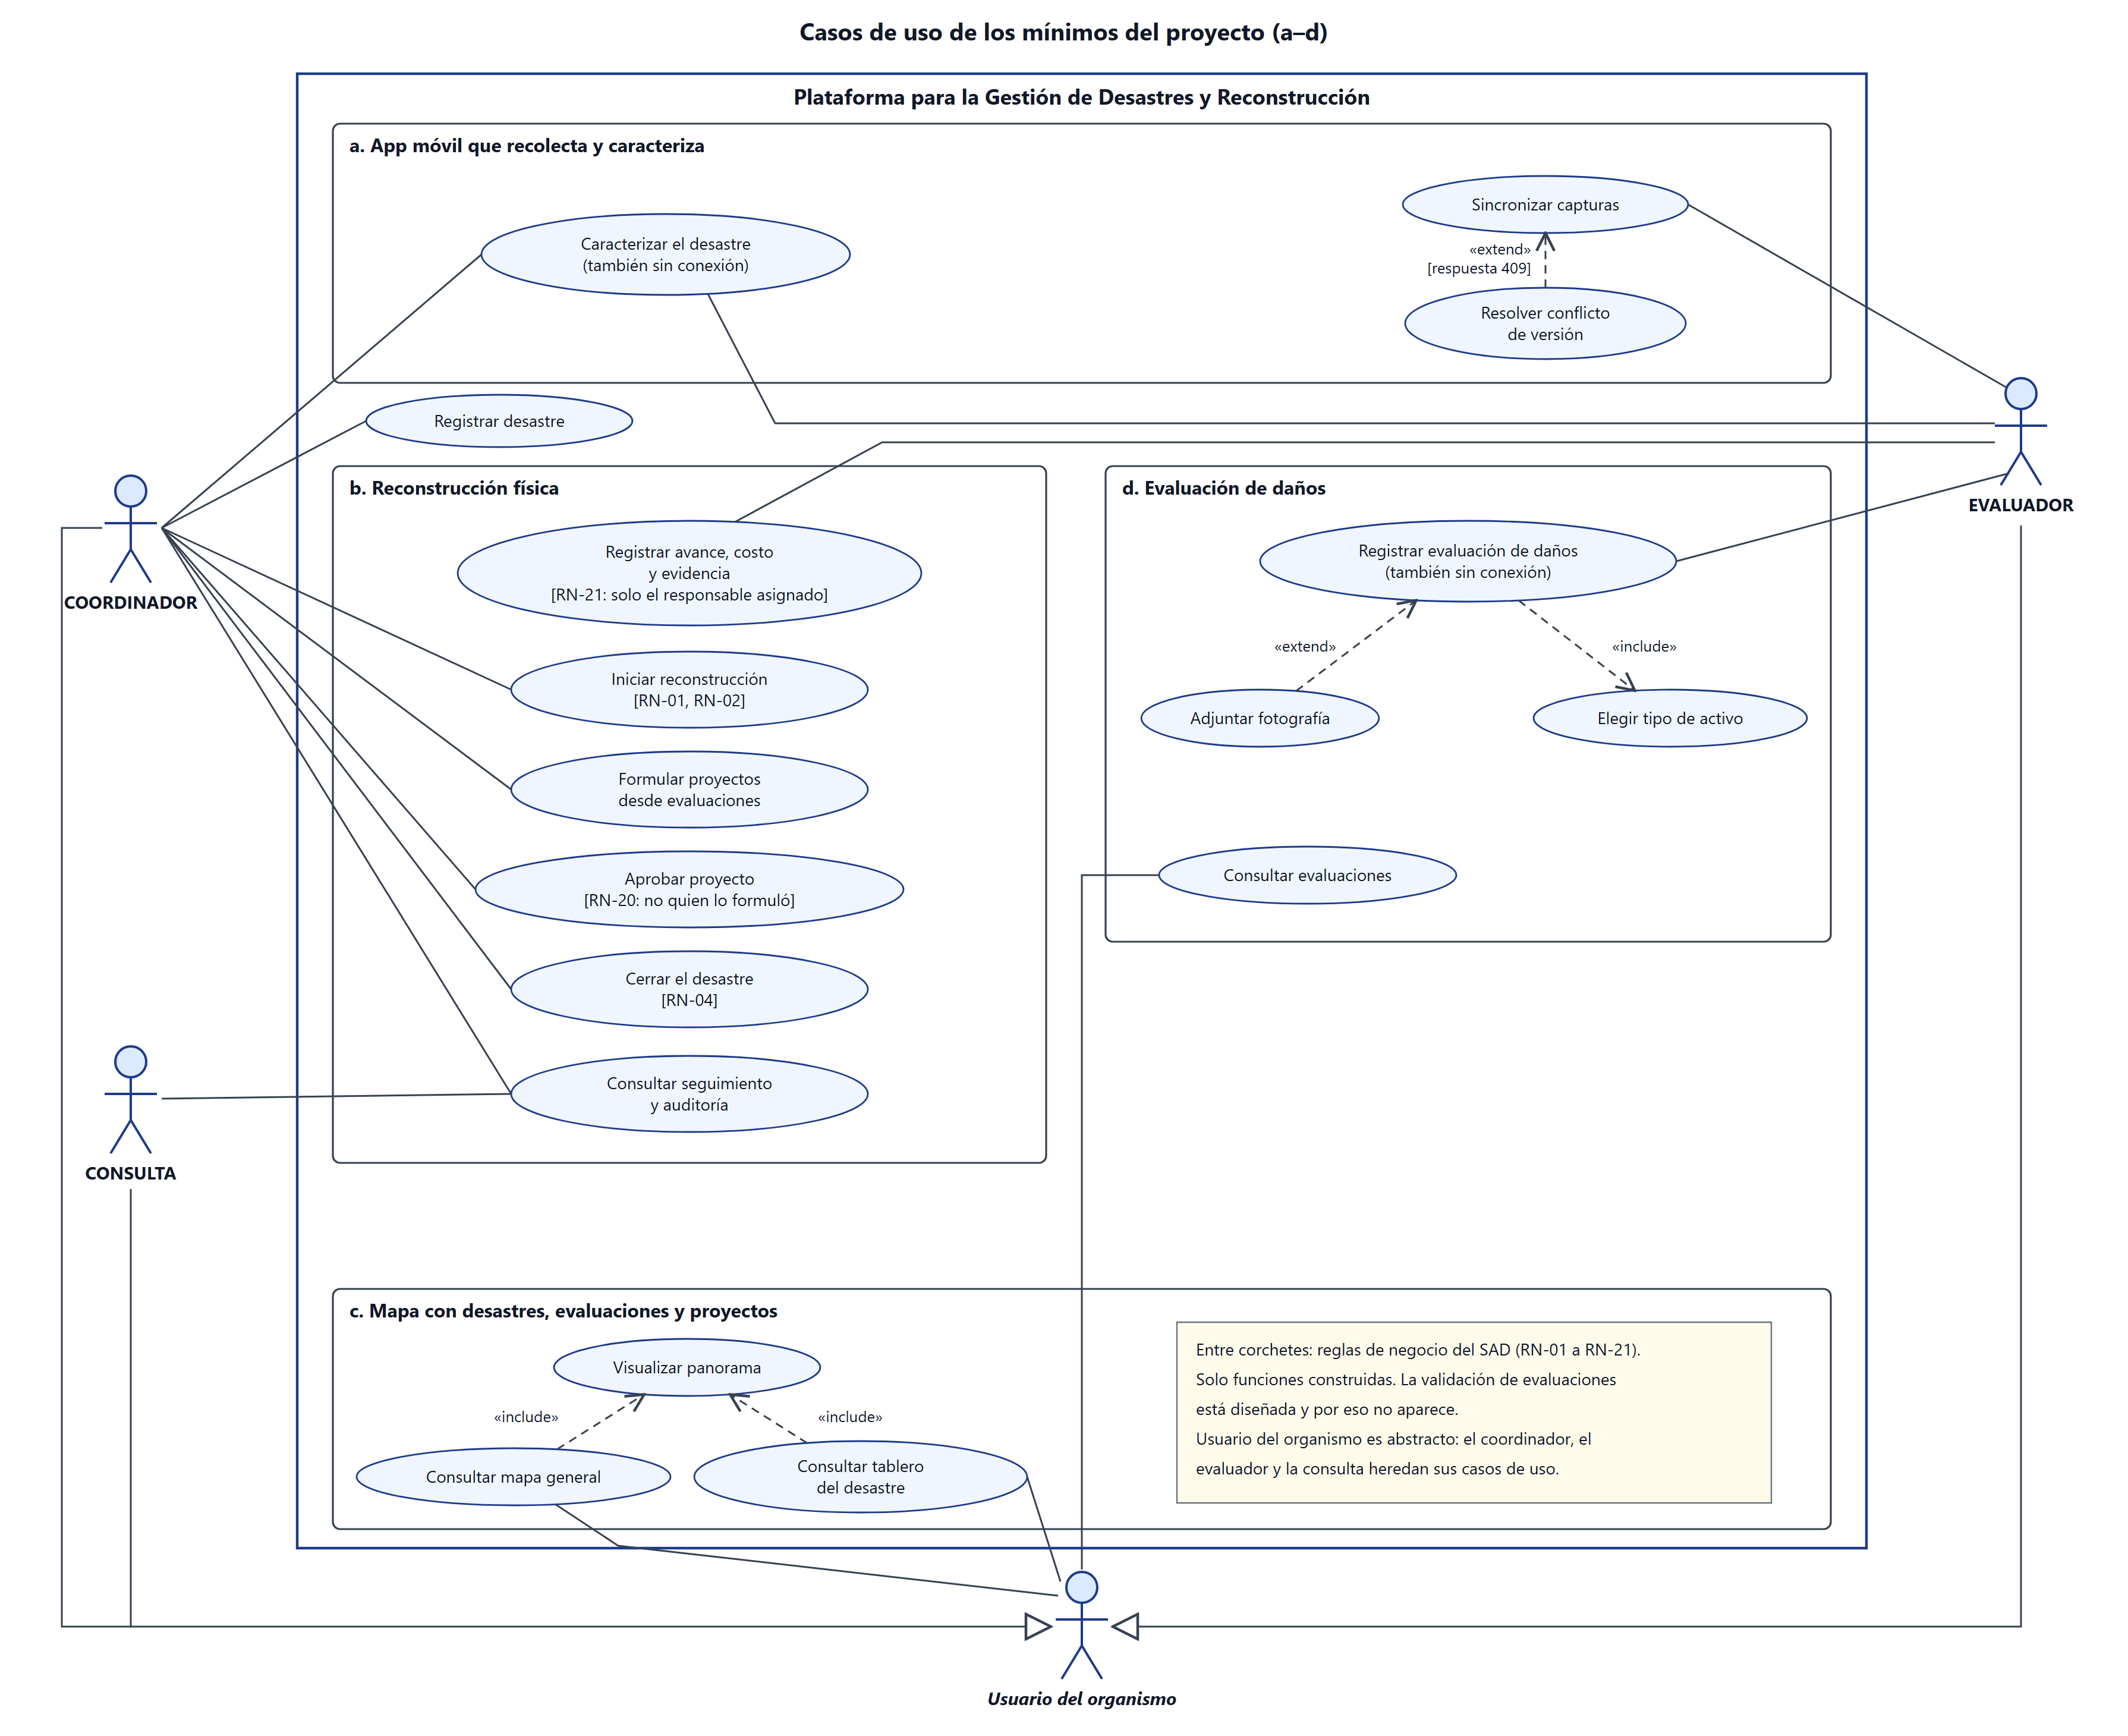 Casos de uso de los mínimos del proyecto (a–d)
Plataforma para la Gestión de Desastres y Reconstrucción
a. App móvil que recolecta y caracteriza
Sincronizar capturas
Caracterizar el desastre
(también sin conexión)
«extend»
[respuesta 409]
Resolver conflicto
de versión
Registrar desastre
COORDINADOR
EVALUADOR
b. Reconstrucción física
Registrar avance, costo
y evidencia
[RN-21: solo el responsable asignado]
Iniciar reconstrucción
[RN-01, RN-02]
Formular proyectos
desde evaluaciones
Aprobar proyecto
[RN-20: no quien lo formuló]
Cerrar el desastre
[RN-04]
Consultar seguimiento
y auditoría
d. Evaluación de daños
Registrar evaluación de daños
(también sin conexión)
«extend»
«include»
Adjuntar fotografía
Elegir tipo de activo
Consultar evaluaciones
CONSULTA
c. Mapa con desastres, evaluaciones y proyectos
Visualizar panorama
«include»
«include»
Consultar mapa general
Consultar tablero
del desastre
Entre corchetes: reglas de negocio del SAD (RN-01 a RN-21).
Solo funciones construidas. La validación de evaluaciones
está diseñada y por eso no aparece.
Usuario del organismo es abstracto: el coordinador, el
evaluador y la consulta heredan sus casos de uso.
Usuario del organismo